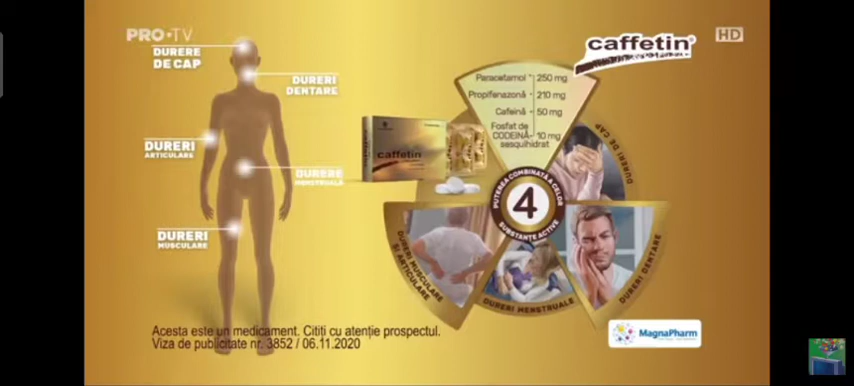 PRO•TV
HD
DURERE
DE CAP
DURERI
DENTARE
DURERI
ARTICULARE
DURERE
MENSTRUALĂ
DURERI
MUSCULARE
caffetin®
Paracetamol - 250 mg
Propifenazonă - 210 mg
Cafeină - 50 mg
Fosfat de
CODEINĂ - 10 mg
sesquihidrat
caffetin
PUTEREA COMBINATĂ A CELOR
4
SUBSTANȚE ACTIVE
DURERI DE CAP
DURERI DENTARE
DURERI MENSTRUALE
DURERI MUSCULARE
ȘI ARTICULARE
Acesta este un medicament. Citiți cu atenție prospectul.
Viza de publicitate nr. 3852 / 06.11.2020
MagnaPharm